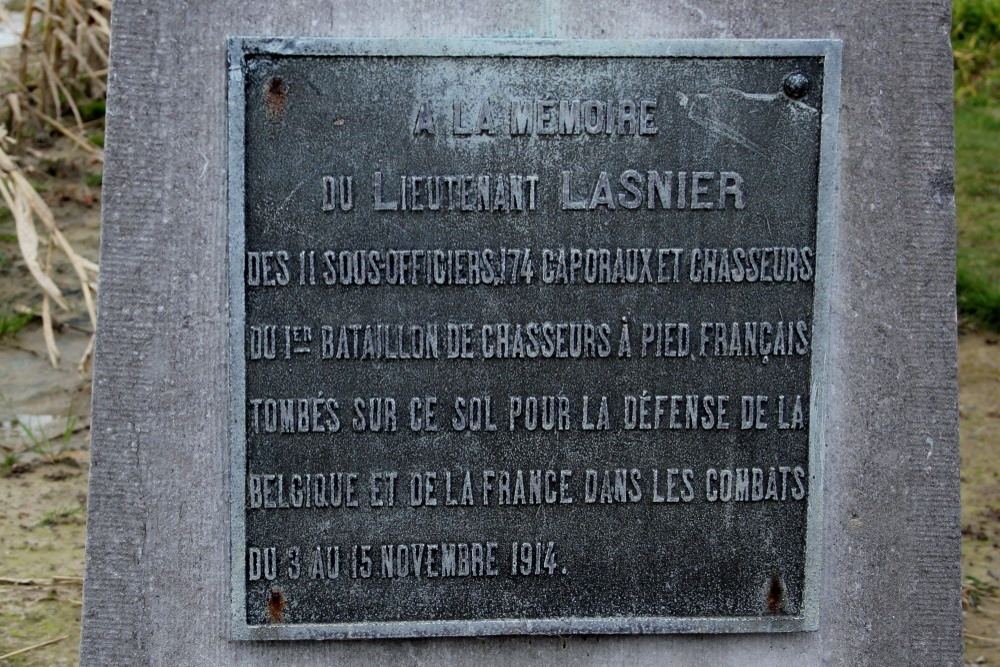 A LA MÉMOIRE
DU LIEUTENANT LASNIER
DES 11 SOUS-OFFICIERS, 174 CAPORAUX ET CHASSEURS
DU 1ER BATAILLON DE CHASSEURS À PIED FRANÇAIS
TOMBÉS SUR CE SOL POUR LA DÉFENSE DE LA
BELGIQUE ET DE LA FRANCE DANS LES COMBATS
DU 3 AU 15 NOVEMBRE 1914.